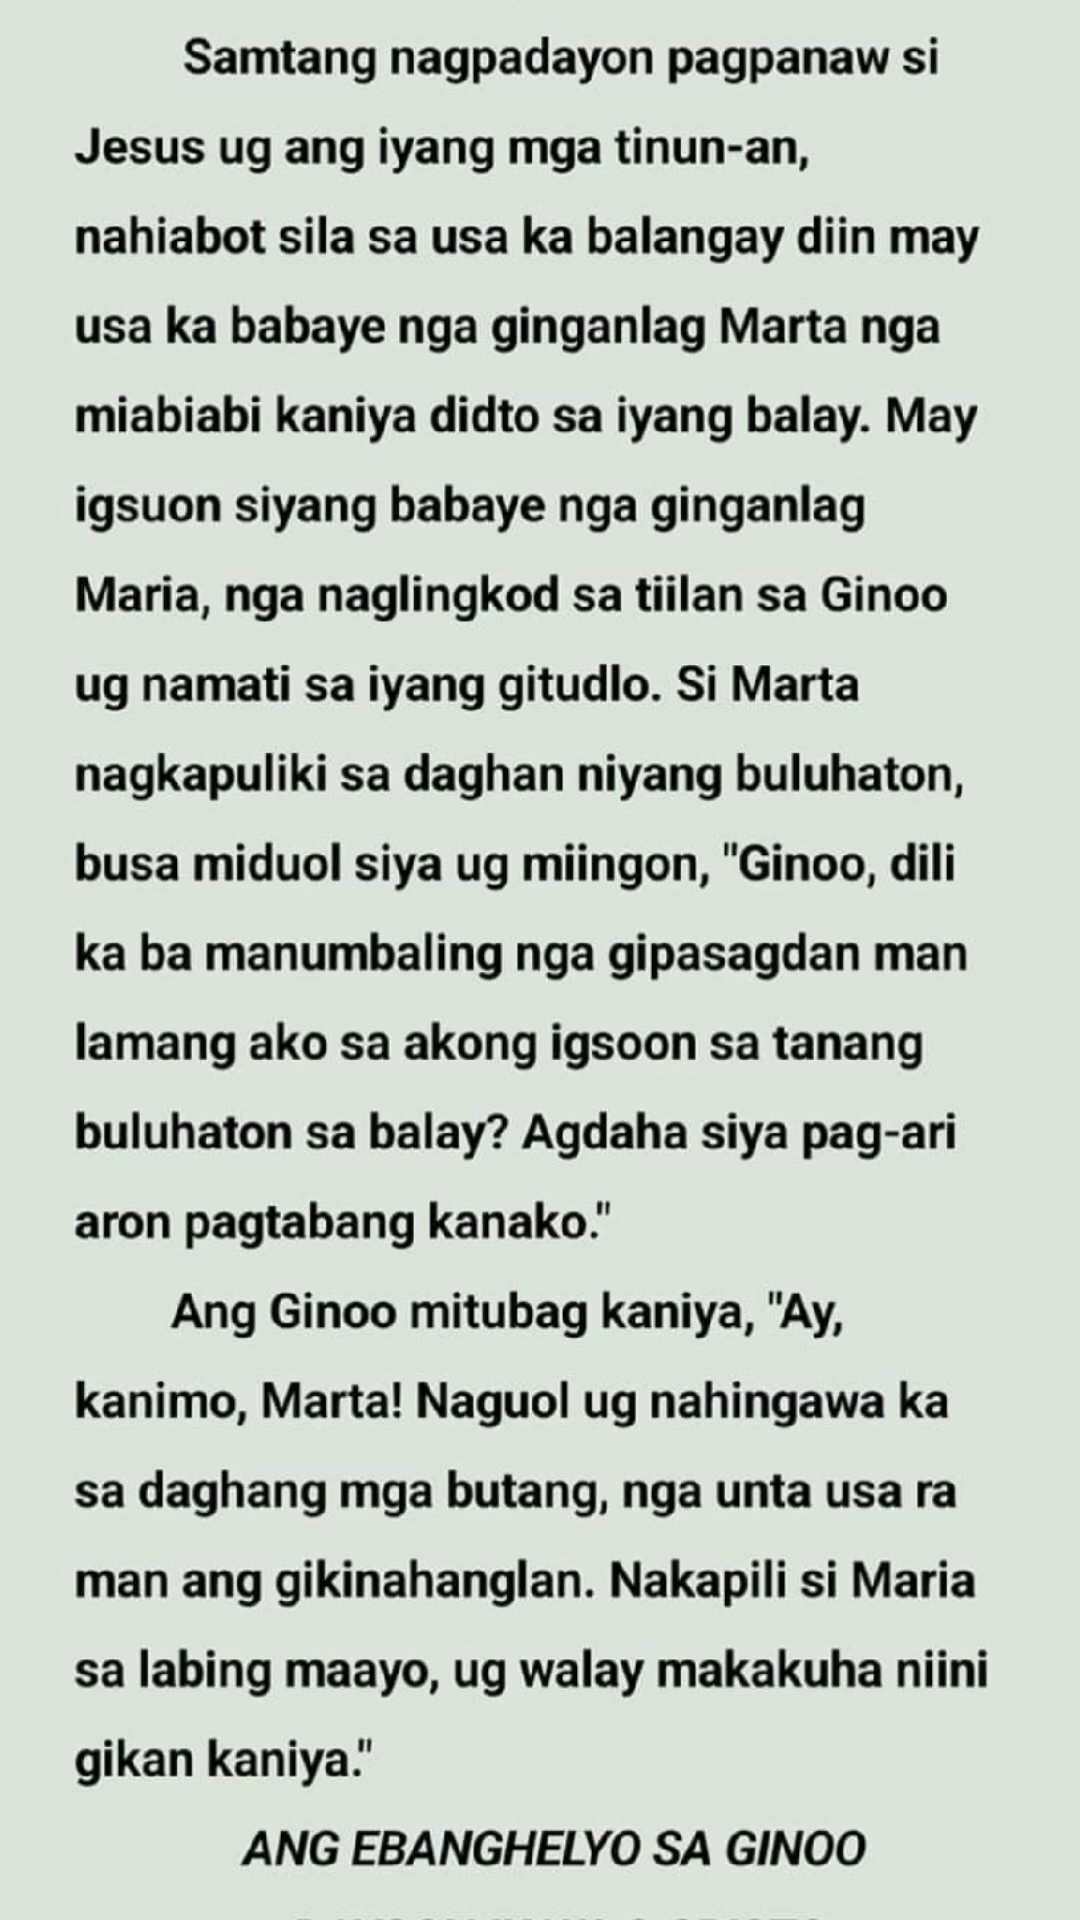 Samtang nagpadayon pagpanaw si
Jesus ug ang iyang mga tinun-an,
nahiabot sila sa usa ka balangay diin may
usa ka babaye nga ginganlag Marta nga
miabiabi kaniya didto sa iyang balay. May
igsuon siyang babaye nga ginganlag
Maria, nga naglingkod sa tiilan sa Ginoo
ug namati sa iyang gitudlo. Si Marta
nagkapuliki sa daghan niyang buluhaton,
busa miduol siya ug miingon, "Ginoo, dili
ka ba manumbaling nga gipasagdan man
lamang ako sa akong igsoon sa tanang
buluhaton sa balay? Agdaha siya pag-ari
aron pagtabang kanako."
Ang Ginoo mitubag kaniya, "Ay,
kanimo, Marta! Naguol ug nahingawa ka
sa daghang mga butang, nga unta usa ra
man ang gikinahanglan. Nakapili si Maria
sa labing maayo, ug walay makakuha niini
gikan kaniya."
ANG EBANGHELYO SA GINOO